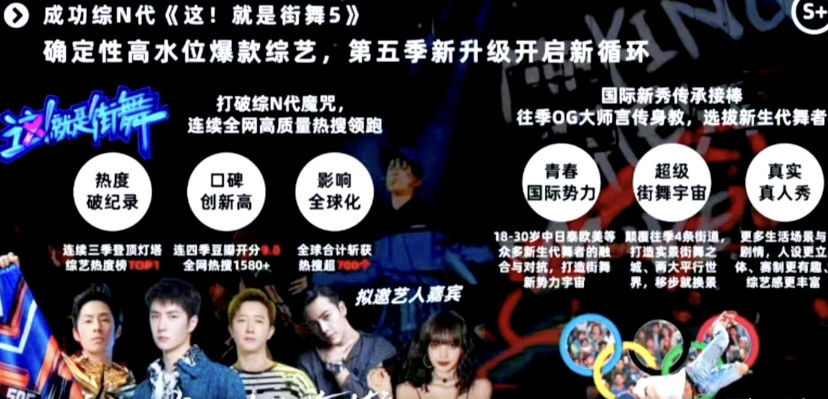 成功综N代《这！就是街舞5》
S+
确定性高水位爆款综艺，第五季新升级开启新循环
这！就是街舞
打破综N代魔咒，
连续全网高质量热搜领跑
热度
破纪录
口碑
创新高
影响
全球化
连续三季登顶灯塔
综艺热度榜TOP1
连四季豆瓣开分9.0
全网热搜1580+
全球合计斩获
热搜超700个
国际新秀传承接棒
往季OG大师言传身教，选拔新生代舞者
青春
国际势力
超级
街舞宇宙
真实
真人秀
18-30岁中日泰欧美等
众多新生代舞者的融
合与对抗，打造街舞
新势力宇宙
颠覆往季4条街道，
打造实景街舞之
城、两大平行世
界，移步就换景
更多生活场景与
剧情，人设更立
体、赛制更有趣、
综艺感更丰富
拟邀艺人嘉宾